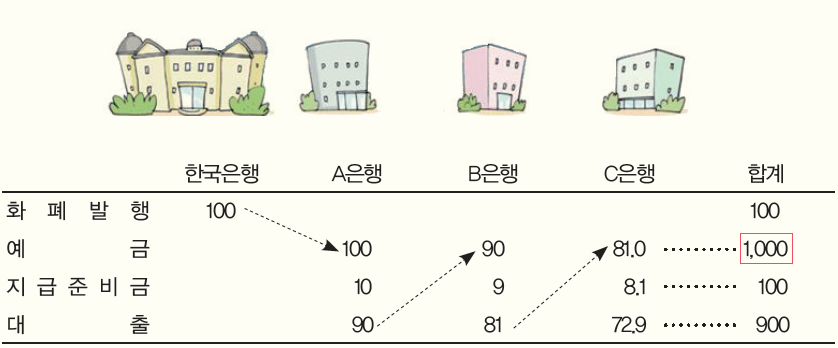 한국은행 A은행 B은행 C은행 합계
화 폐 발 행 100 100
예 금 100 90 81.0 1,000
지 급 준 비 금 10 9 8.1 100
대 출 90 81 72.9 900